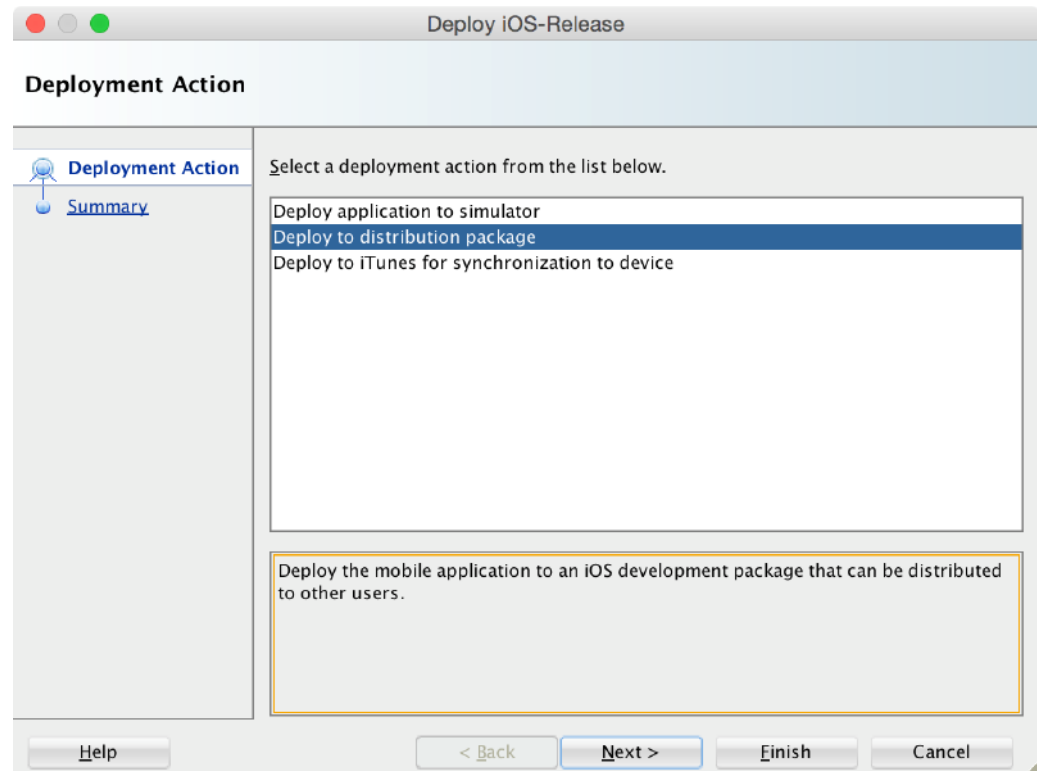 Deploy iOS-Release
Deployment Action
Deployment Action
Summary
Select a deployment action from the list below.
Deploy application to simulator
Deploy to distribution package
Deploy to iTunes for synchronization to device
Deploy the mobile application to an iOS development package that can be distributed
to other users.
Help
< Back
Next >
Finish
Cancel